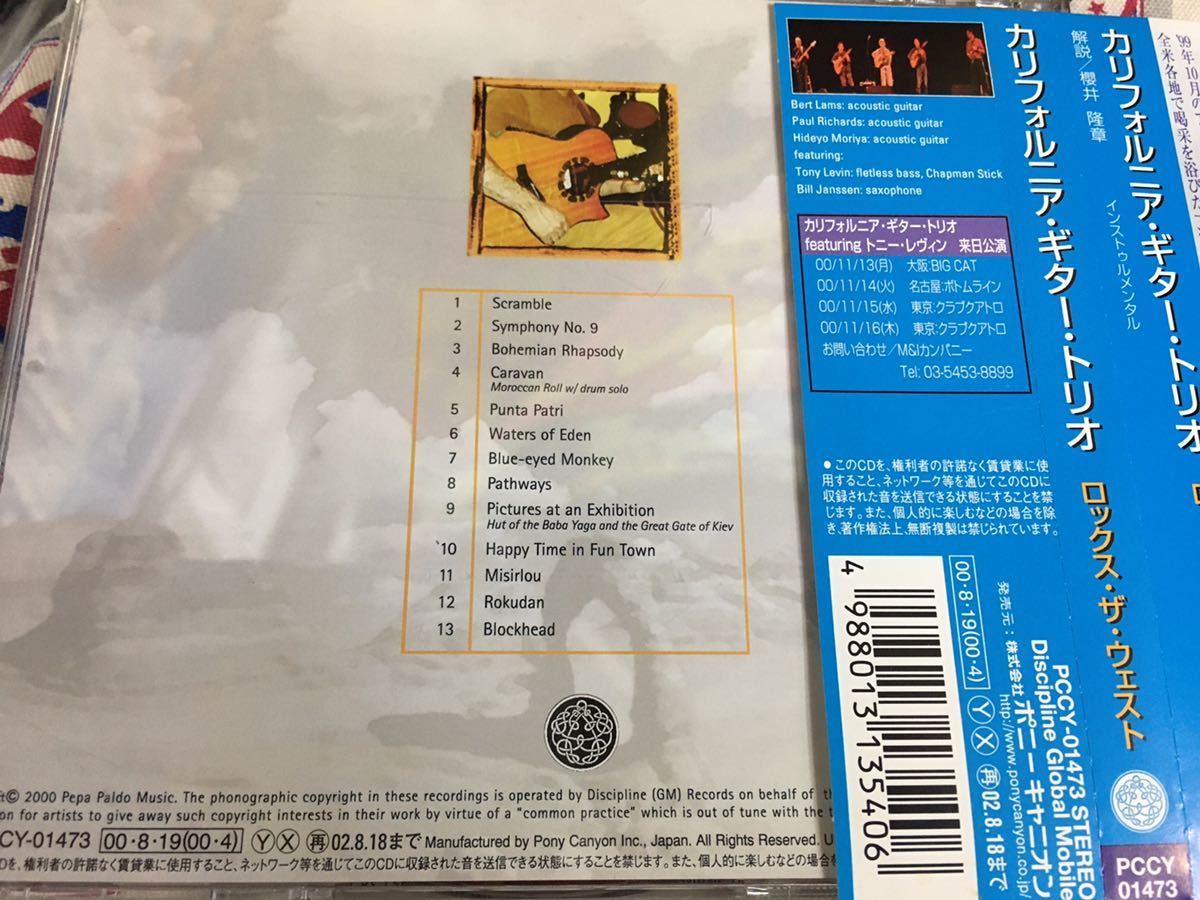 1 Scramble
2 Symphony No. 9
3 Bohemian Rhapsody
4 Caravan
Moroccan Roll w/ drum solo
5 Punta Patri
6 Waters of Eden
7 Blue-eyed Monkey
8 Pathways
9 Pictures at an Exhibition
Hut of the Baba Yaga and the Great Gate of Kiev
10 Happy Time in Fun Town
11 Misirlou
12 Rokudan
13 Blockhead
© 2000 Pepa Paldo Music. The phonographic copyright in these recordings is operated by Discipline (GM) Records on behalf of th
on for artists to give away such copyright interests in their work by virtue of a "common practice" which is out of tune with the t
CCY-01473 00・8・19(00・4) Y X 再 02.8.18まで Manufactured by Pony Canyon Inc., Japan. All Rights Reserved. U
Dを、権利者の許諾なく賃貸業に使用すること、ネットワーク等を通じてこのCDに収録された音を送信できる状態にすることを禁じます。また、個人的に楽しむなどの場合を
Bert Lams: acoustic guitar
Paul Richards: acoustic guitar
Hideyo Moriya: acoustic guitar
featuring:
Tony Levin: fletless bass, Chapman Stick
Bill Janssen: saxophone
カリフォルニア・ギター・トリオ
featuring トニー・レヴィン 来日公演
00/11/13(月) 大阪:BIG CAT
00/11/14(火) 名古屋:ボトムライン
00/11/15(水) 東京:クラブクアトロ
00/11/16(木) 東京:クラブクアトロ
お問い合わせ/M&Iカンパニー
Tel: 03-5453-8899
●このCDを、権利者の許諾なく賃貸業に使
用すること、ネットワーク等を通じてこのCDに
収録された音を送信できる状態にすることを禁
じます。また、個人的に楽しむなどの場合を除
き、著作権法上、無断複製は禁じられています。
4 988013 135406
00・8・19(00・4) Y X 再 02.8.18まで
発売元：株式会社ポニーキャニオン
http://www.ponycanyon.co.jp/
Discipline Global Mobile
PCCY-01473 STEREO
カリフォルニア・ギター・トリオ ロックス・ザ・ウェスト
PCCY
01473
解説/櫻井 隆章
カリフォルニア・ギター・トリオ
インストゥルメンタル
'99年10月の
全米各地で喝采を浴びた